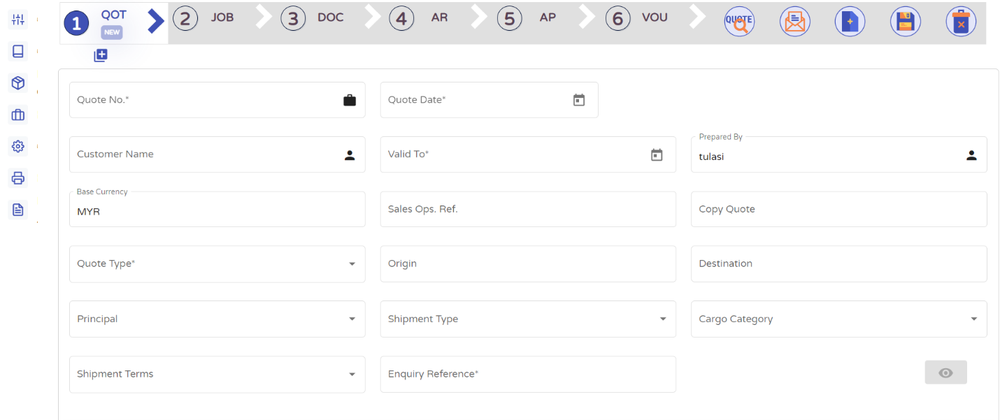 1 QOT 2 JOB 3 DOC 4 AR 5 AP 6 VOU QUOTE
NEW
Quote No.* Quote Date*
Prepared By
Customer Name Valid To* tulasi
Base Currency
MYR Sales Ops. Ref. Copy Quote
Quote Type* Origin Destination
Principal Shipment Type Cargo Category
Shipment Terms Enquiry Reference*